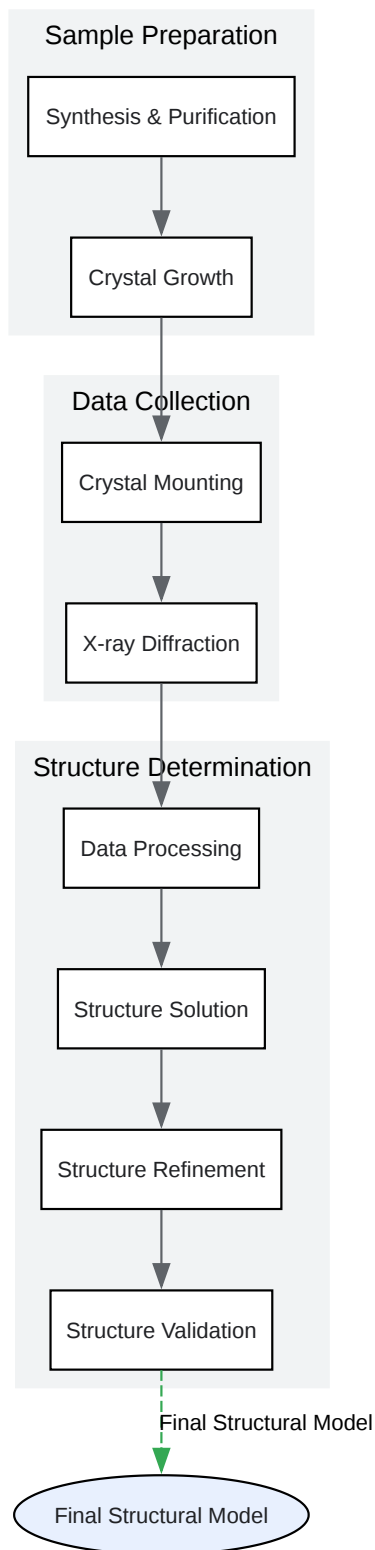 Sample Preparation
Synthesis & Purification
Crystal Growth
Data Collection
Crystal Mounting
X-ray Diffraction
Structure Determination
Data Processing
Structure Solution
Structure Refinement
Structure Validation
Final Structural Model
Final Structural Model